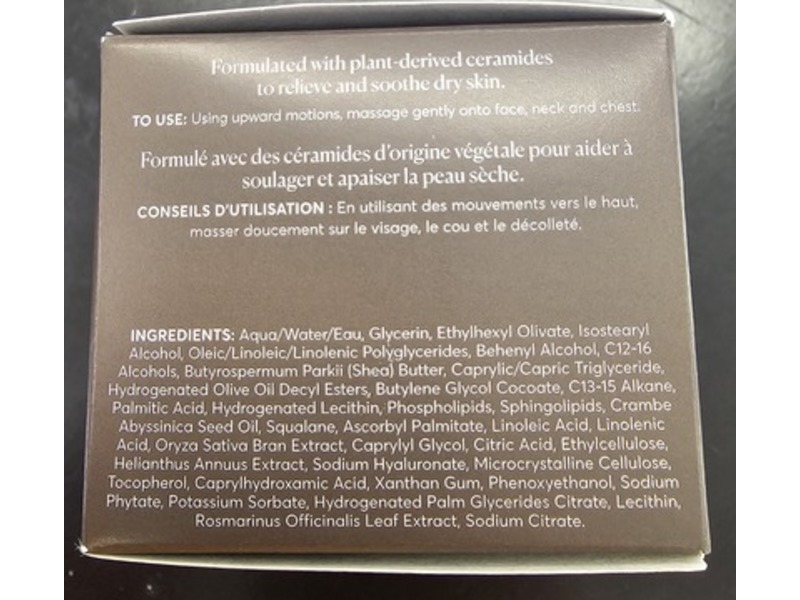 Formulated with plant-derived ceramides
to relieve and soothe dry skin.
TO USE: Using upward motions, massage gently onto face, neck and chest.
Formulé avec des céramides d'origine végétale pour aider à
soulager et apaiser la peau sèche.
CONSEILS D'UTILISATION : En utilisant des mouvements vers le haut,
masser doucement sur le visage, le cou et le décolleté.
INGREDIENTS: Aqua/Water/Eau, Glycerin, Ethylhexyl Olivate, Isostearyl
Alcohol, Oleic/Linoleic/Linolenic Polyglycerides, Behenyl Alcohol, C12-16
Alcohols, Butyrospermum Parkii (Shea) Butter, Caprylic/Capric Triglyceride,
Hydrogenated Olive Oil Decyl Esters, Butylene Glycol Cocoate, C13-15 Alkane,
Palmitic Acid, Hydrogenated Lecithin, Phospholipids, Sphingolipids, Crambe
Abyssinica Seed Oil, Squalane, Ascorbyl Palmitate, Linoleic Acid, Linolenic
Acid, Oryza Sativa Bran Extract, Caprylyl Glycol, Citric Acid, Ethylcellulose,
Helianthus Annuus Extract, Sodium Hyaluronate, Microcrystalline Cellulose,
Tocopherol, Caprylhydroxamic Acid, Xanthan Gum, Phenoxyethanol, Sodium
Phytate, Potassium Sorbate, Hydrogenated Palm Glycerides Citrate, Lecithin,
Rosmarinus Officinalis Leaf Extract, Sodium Citrate.